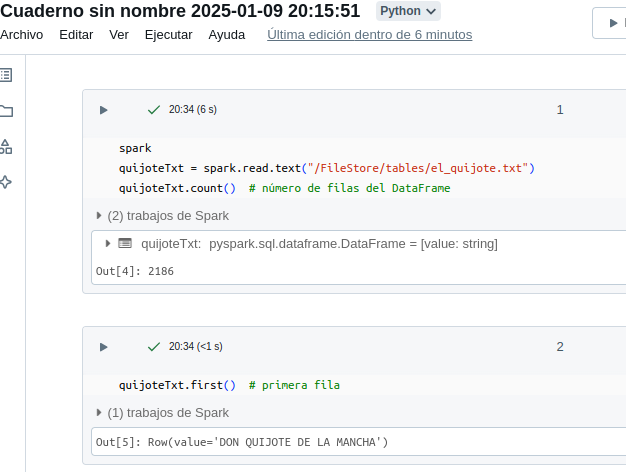 Cuaderno sin nombre 2025-01-09 20:15:51 Python
Archivo Editar Ver Ejecutar Ayuda Última edición dentro de 6 minutos
20:34 (6 s) 1
spark
quijoteTxt = spark.read.text("/FileStore/tables/el_quijote.txt")
quijoteTxt.count() # número de filas del DataFrame
(2) trabajos de Spark
quijoteTxt: pyspark.sql.dataframe.DataFrame = [value: string]
Out[4]: 2186
20:34 (<1 s) 2
quijoteTxt.first() # primera fila
(1) trabajos de Spark
Out[5]: Row(value='DON QUIJOTE DE LA MANCHA')